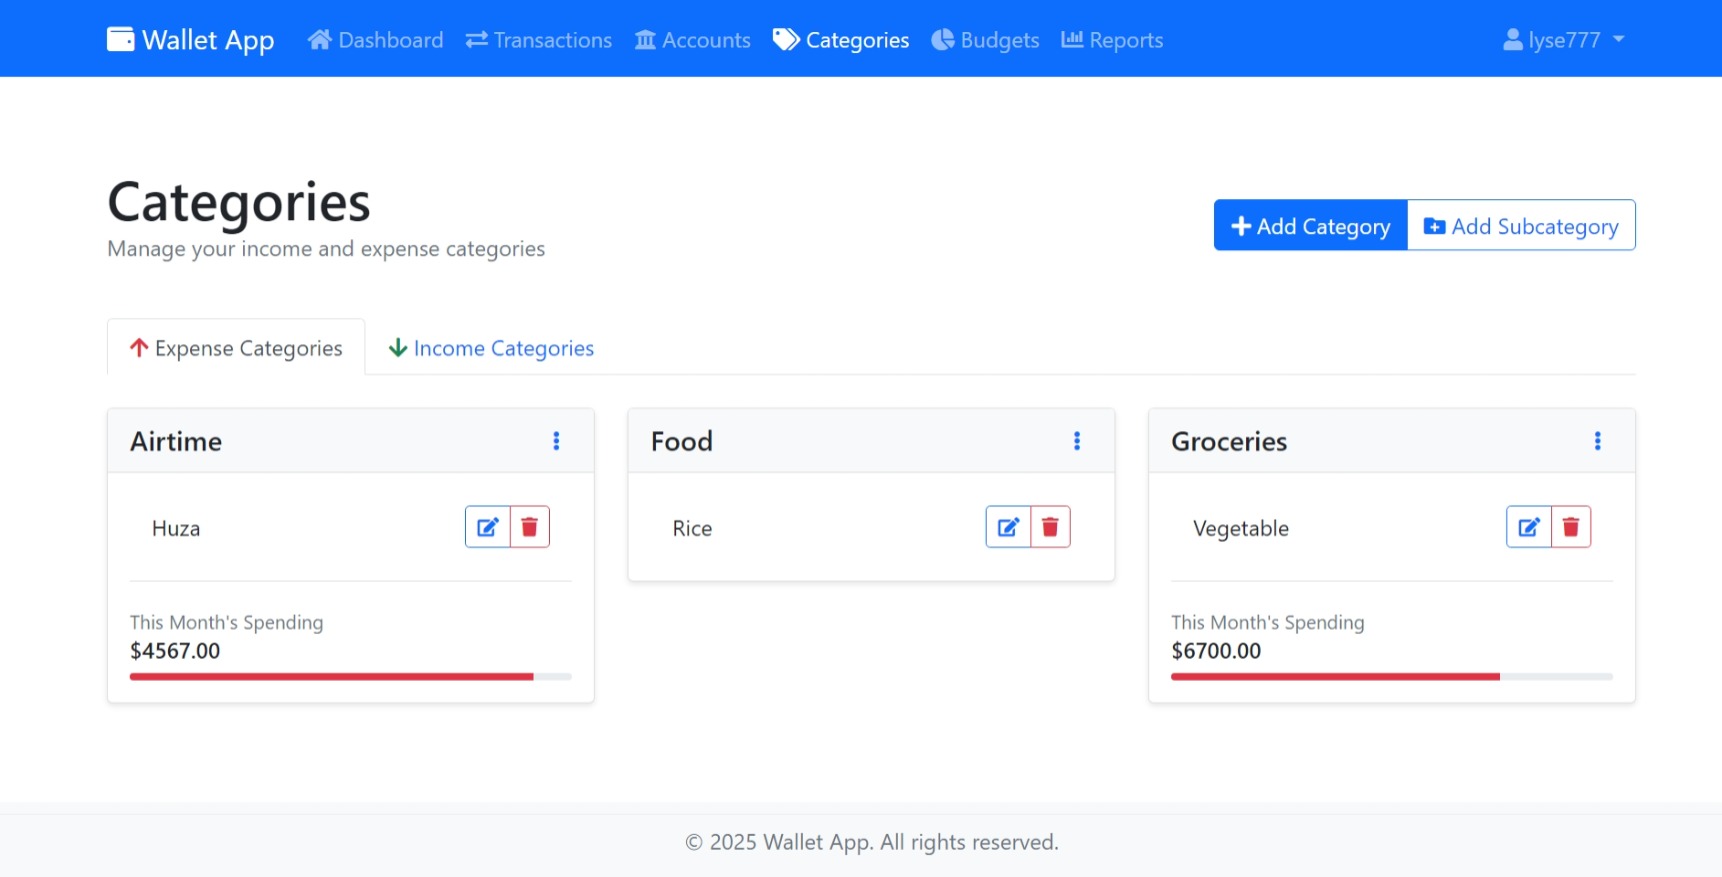 Wallet App Dashboard Transactions Accounts Categories Budgets Reports lyse777
Categories
Manage your income and expense categories
Add Category Add Subcategory
Expense Categories Income Categories
Airtime
Huza
This Month's Spending
$4567.00
Food
Rice
Groceries
Vegetable
This Month's Spending
$6700.00
© 2025 Wallet App. All rights reserved.